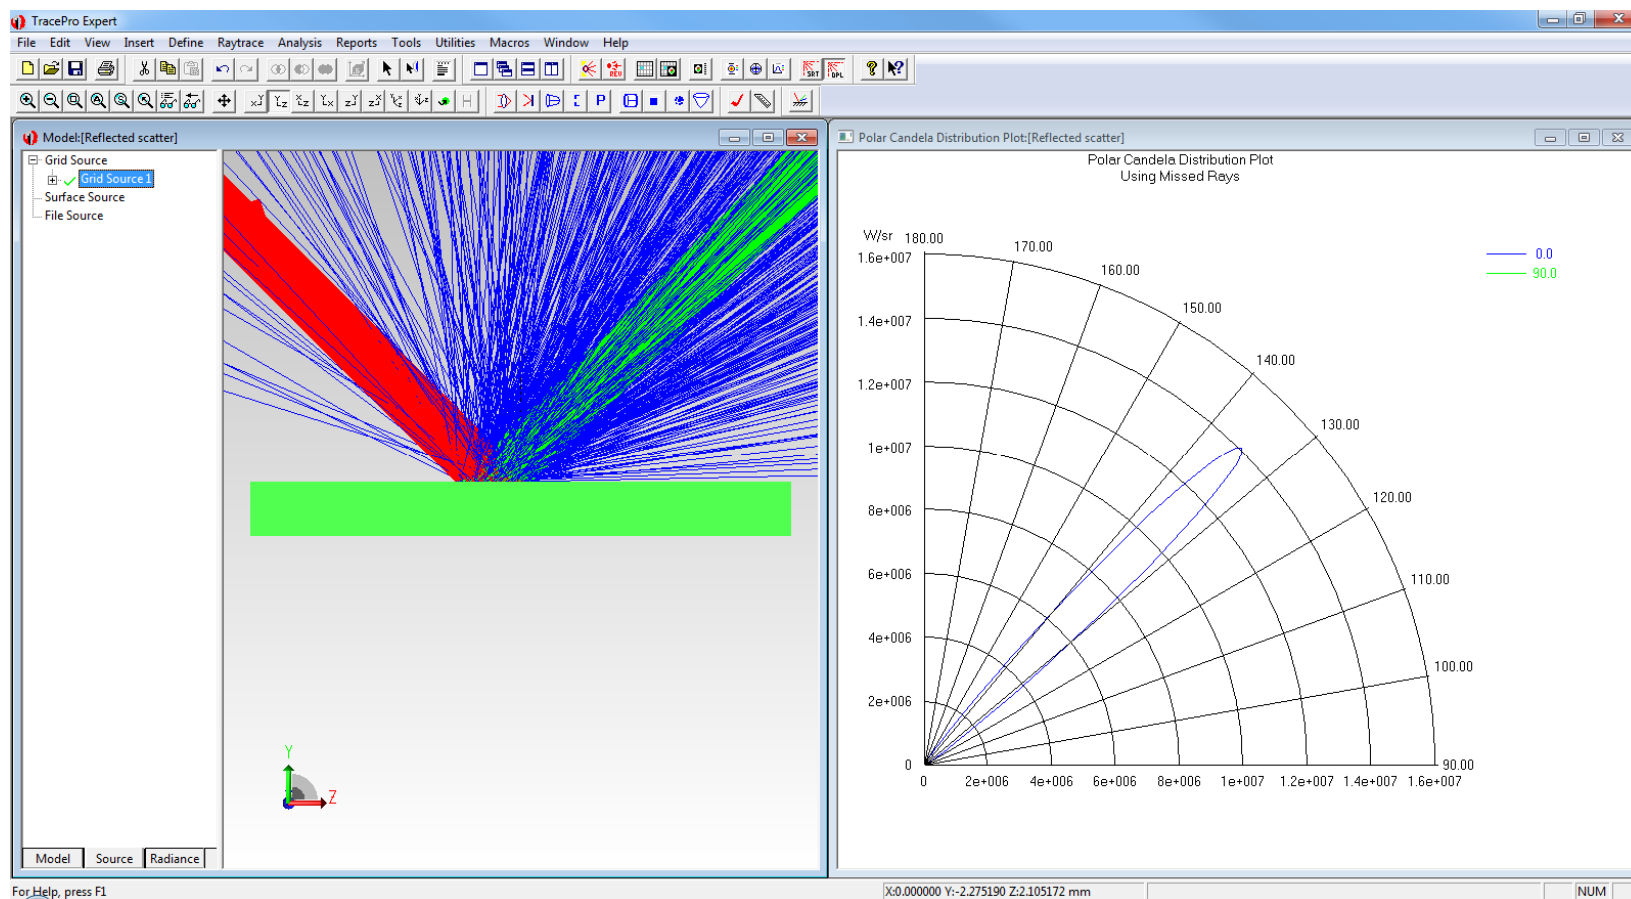 TracePro Expert
File Edit View Insert Define Raytrace Analysis Reports Tools Utilities Macros Window Help
Model:[Reflected scatter]
Grid Source
Grid Source 1
Surface Source
File Source
Y
Z
Model Source Radiance
Polar Candela Distribution Plot:[Reflected scatter]
Polar Candela Distribution Plot
Using Missed Rays
W/sr 180.00
170.00
160.00
150.00
140.00
130.00
120.00
110.00
100.00
90.00
1.6e+007
1.4e+007
1.2e+007
1e+007
8e+006
6e+006
4e+006
2e+006
0
0 2e+006 4e+006 6e+006 8e+006 1e+007 1.2e+007 1.4e+007 1.6e+007
0.0
90.0
For Help, press F1
X:0.000000 Y:-2.275190 Z:2.105172 mm
NUM